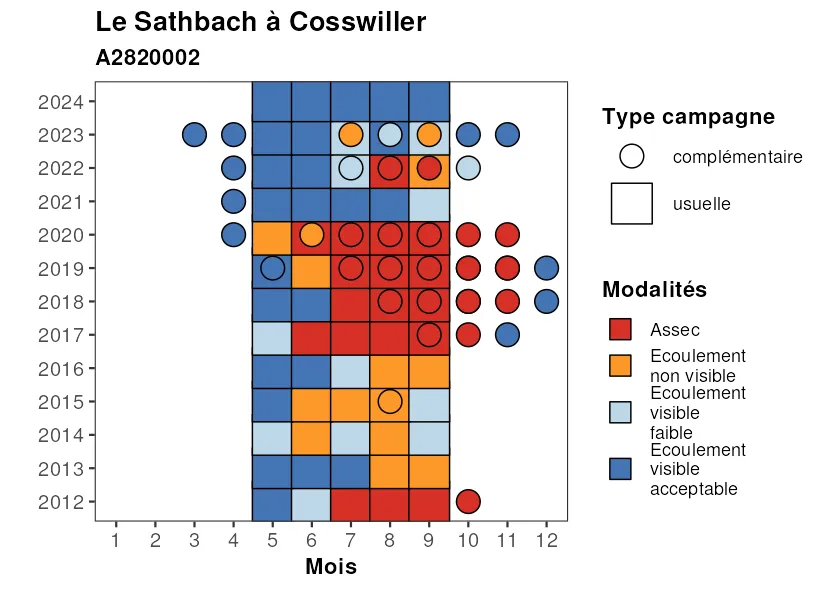 Le Sathbach à Cosswiller
A2820002
2024
2023
2022
2021
2020
2019
2018
2017
2016
2015
2014
2013
2012
1 2 3 4 5 6 7 8 9 10 11 12
Mois
Type campagne
complémentaire
usuelle
Modalités
Assec
Ecoulement
non visible
Ecoulement
visible
faible
Ecoulement
visible
acceptable